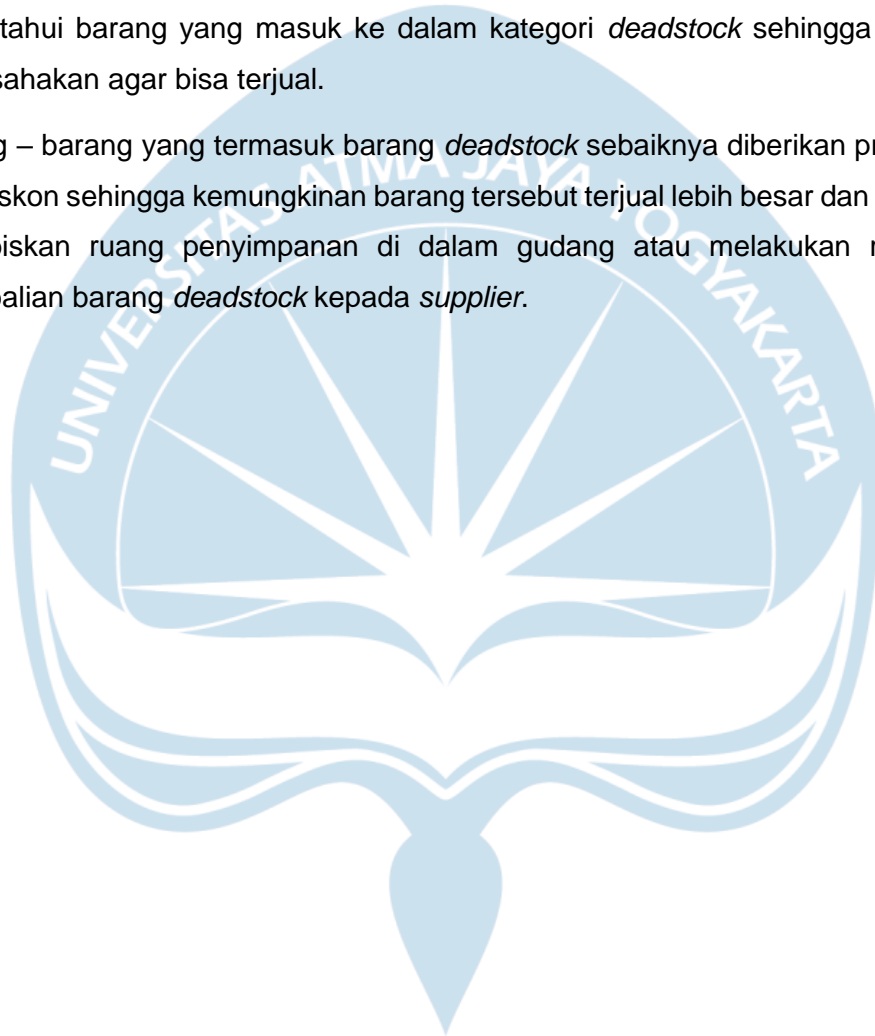 tahui barang yang masuk ke dalam kategori deadstock sehingga
sahakan agar bisa terjual.
g – barang yang termasuk barang deadstock sebaiknya diberikan pr
skon sehingga kemungkinan barang tersebut terjual lebih besar dan
iskan ruang penyimpanan di dalam gudang atau melakukan
alian barang deadstock kepada supplier.
UNIVERSITAS ATMA JAYA YOGYAKARTA